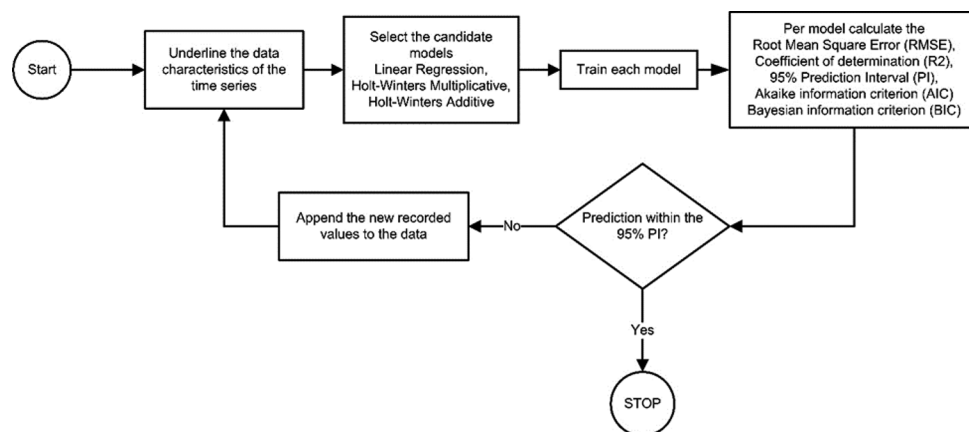 Start
Underline the data
characteristics of the
time series
Select the candidate
models
Linear Regression,
Holt-Winters Multiplicative,
Holt-Winters Additive
Train each model
Per model calculate the
Root Mean Square Error (RMSE),
Coefficient of determination (R2),
95% Prediction Interval (PI),
Akaike information criterion (AIC)
Bayesian information criterion (BIC)
Prediction within the
95% PI?
No
Append the new recorded
values to the data
Yes
STOP